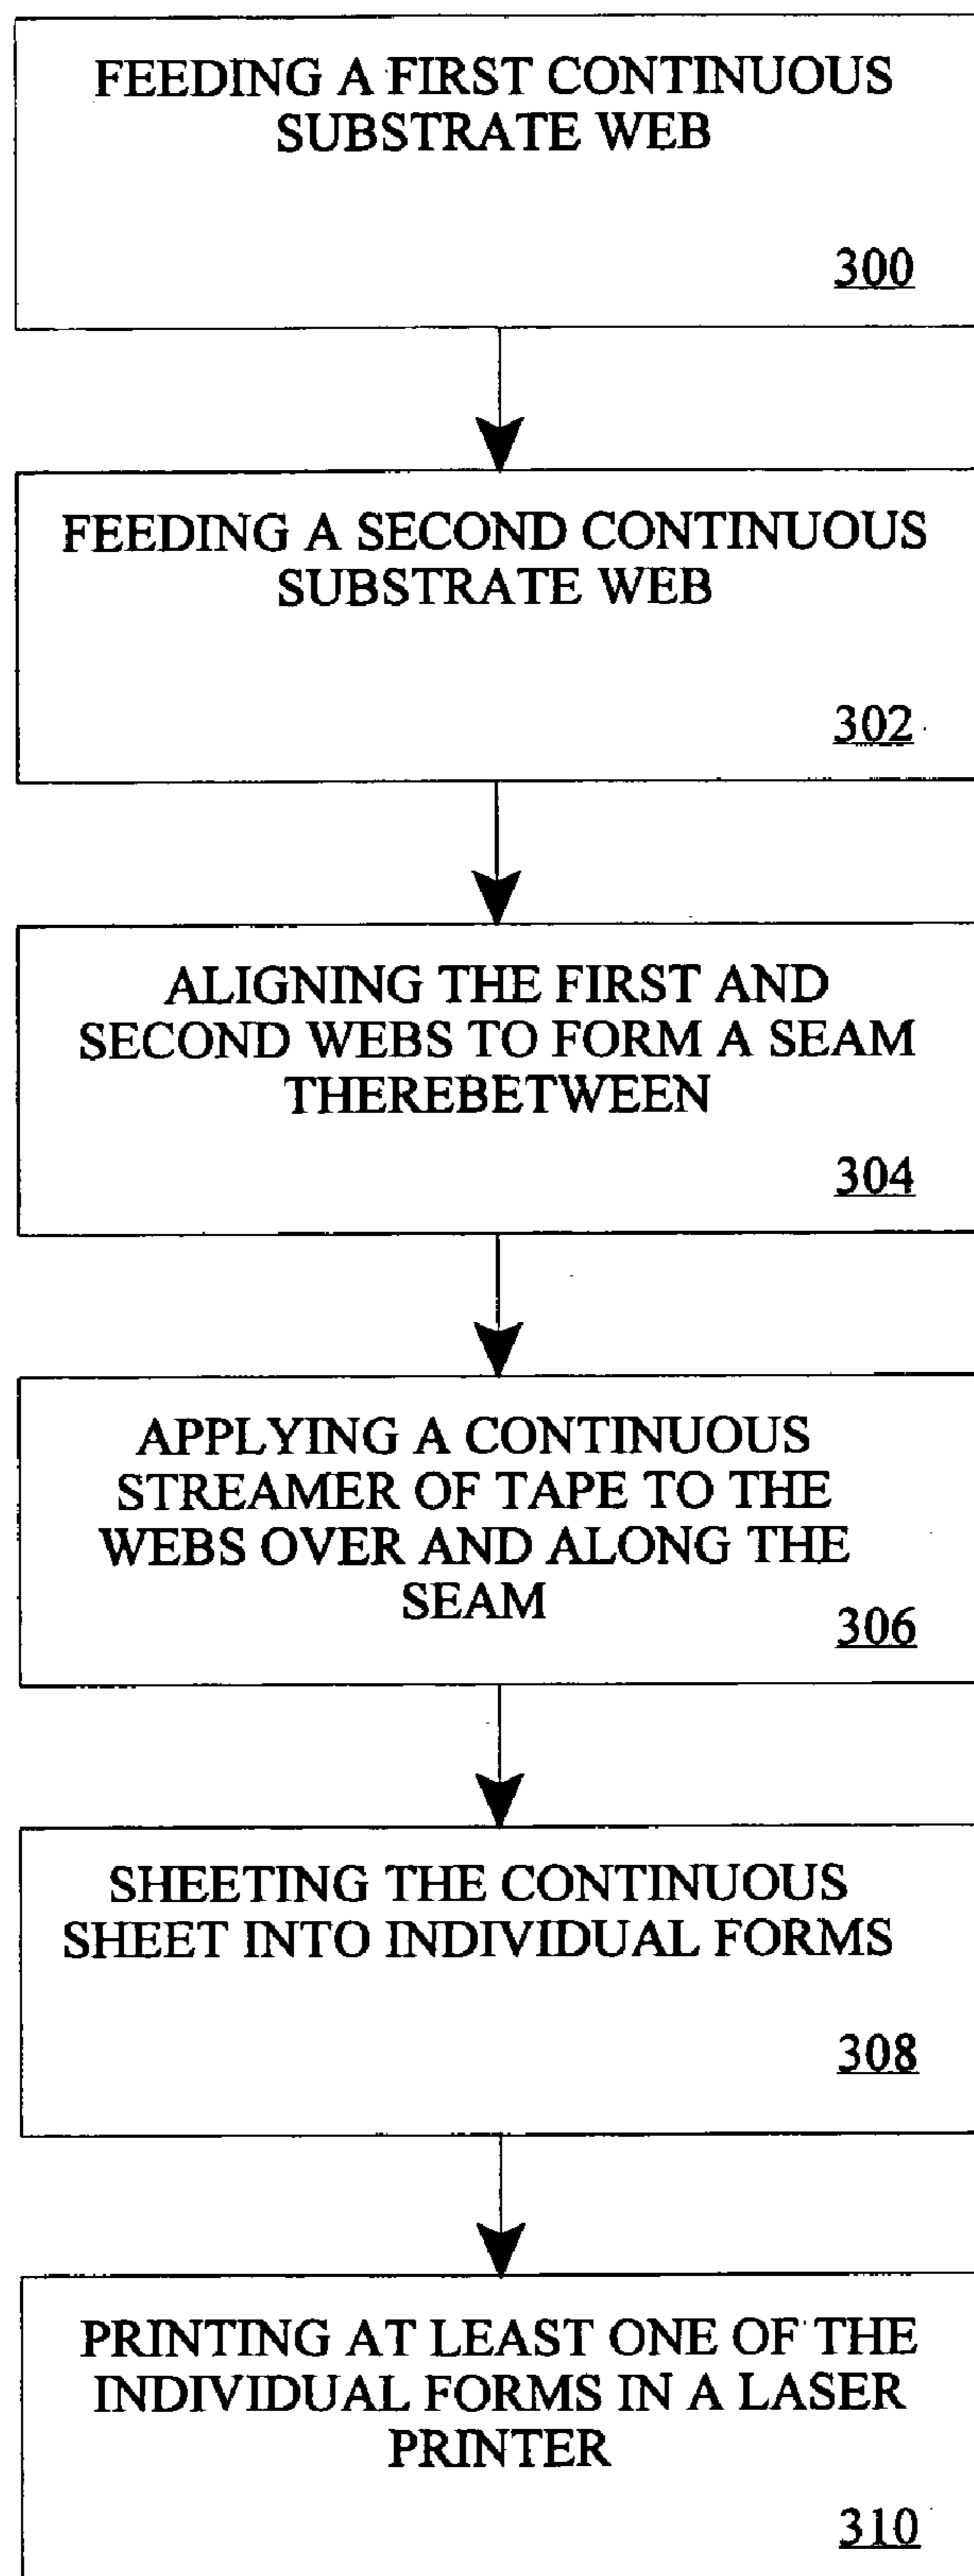 FEEDING A FIRST CONTINUOUS
SUBSTRATE WEB
300
FEEDING A SECOND CONTINUOUS
SUBSTRATE WEB
302
ALIGNING THE FIRST AND
SECOND WEBS TO FORM A SEAM
THEREBETWEEN
304
APPLYING A CONTINUOUS
STREAMER OF TAPE TO THE
WEBS OVER AND ALONG THE
SEAM
306
SHEETING THE CONTINUOUS
SHEET INTO INDIVIDUAL FORMS
308
PRINTING AT LEAST ONE OF THE
INDIVIDUAL FORMS IN A LASER
PRINTER
310